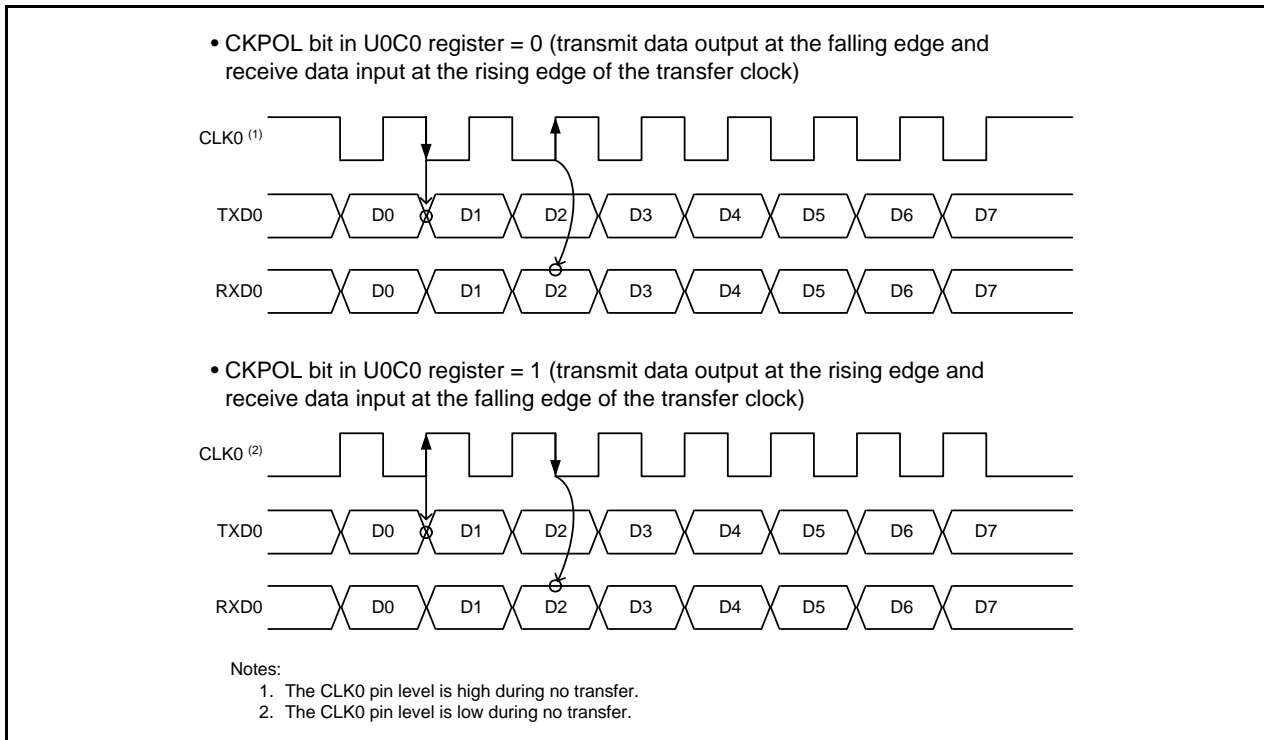 • CKPOL bit in U0C0 register = 0 (transmit data output at the falling edge and
receive data input at the rising edge of the transfer clock)
CLK0 (1)
TXD0 D0 D1 D2 D3 D4 D5 D6 D7
RXD0 D0 D1 D2 D3 D4 D5 D6 D7
• CKPOL bit in U0C0 register = 1 (transmit data output at the rising edge and
receive data input at the falling edge of the transfer clock)
CLK0 (2)
TXD0 D0 D1 D2 D3 D4 D5 D6 D7
RXD0 D0 D1 D2 D3 D4 D5 D6 D7
Notes:
1. The CLK0 pin level is high during no transfer.
2. The CLK0 pin level is low during no transfer.